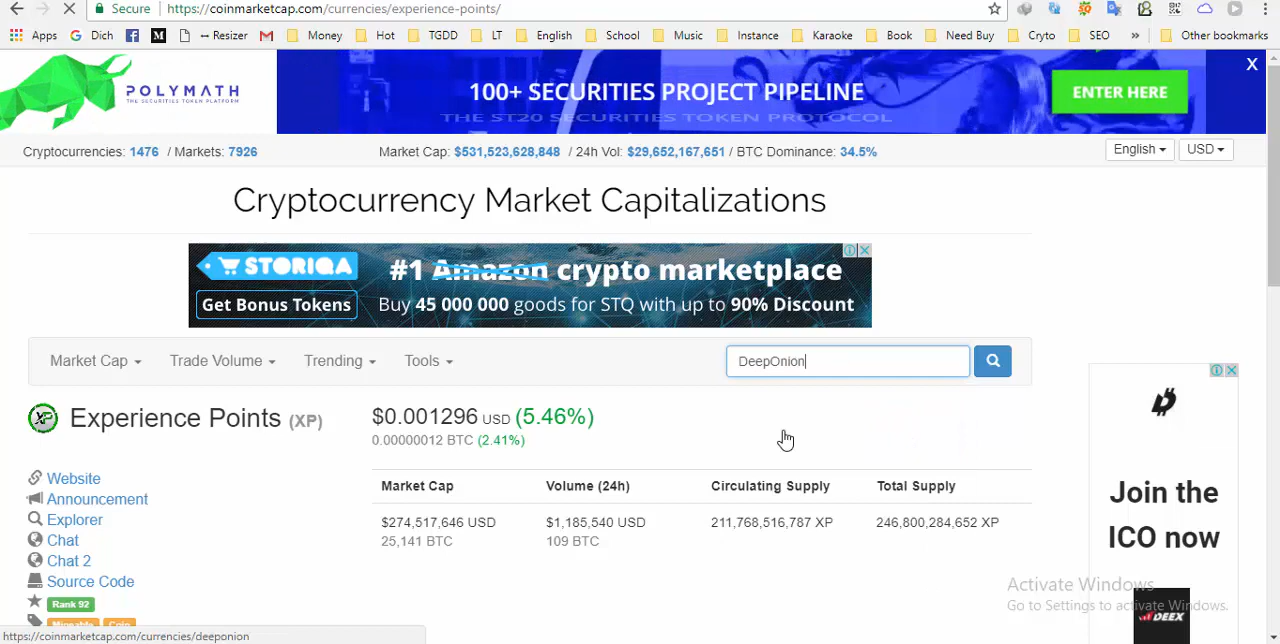 Secure https://coinmarketcap.com/currencies/experience-points/
Apps Dich Resizer Money Hot TGDD LT English School Music Instance Karaoke Book Need Buy Cryto SEO » Other bookmarks
POLYMATH
THE SECURITIES TOKEN PLATFORM
100+ SECURITIES PROJECT PIPELINE
THE ST20 SECURITIES TOKEN PROTOCOL
ENTER HERE
X
Cryptocurrencies: 1476 / Markets: 7926
Market Cap: $531,523,628,848 / 24h Vol: $29,652,167,651 / BTC Dominance: 34.5%
English USD
Cryptocurrency Market Capitalizations
STORIQA
Get Bonus Tokens
#1 Amazon crypto marketplace
Buy 45 000 000 goods for STQ with up to 90% Discount
Market Cap Trade Volume Trending Tools DeepOnion
Experience Points (XP)
$0.001296 USD (5.46%)
0.00000012 BTC (2.41%)
Website
Announcement
Explorer
Chat
Chat 2
Source Code
Rank 92
Mineable Coin
Market Cap Volume (24h) Circulating Supply Total Supply
$274,517,646 USD $1,185,540 USD 211,768,516,787 XP 246,800,284,652 XP
25,141 BTC 109 BTC
Join the
ICO now
DEEX
Activate Windows
Go to Settings to activate Windows.
https://coinmarketcap.com/currencies/deeponion